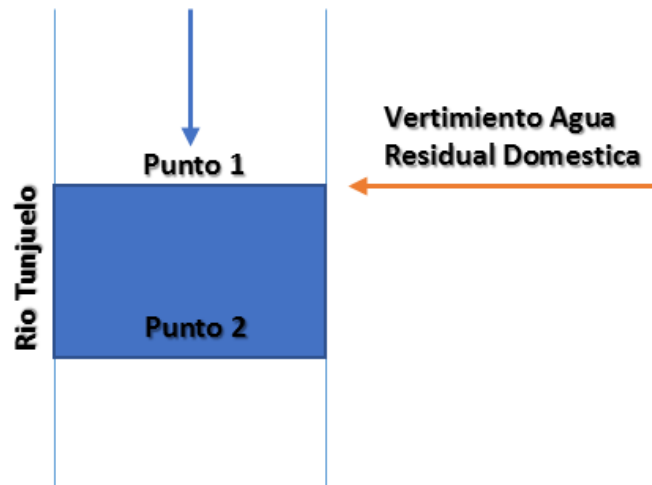 Vertimiento Agua
Residual Domestica
Punto 1
Rio Tunjuelo
Punto 2